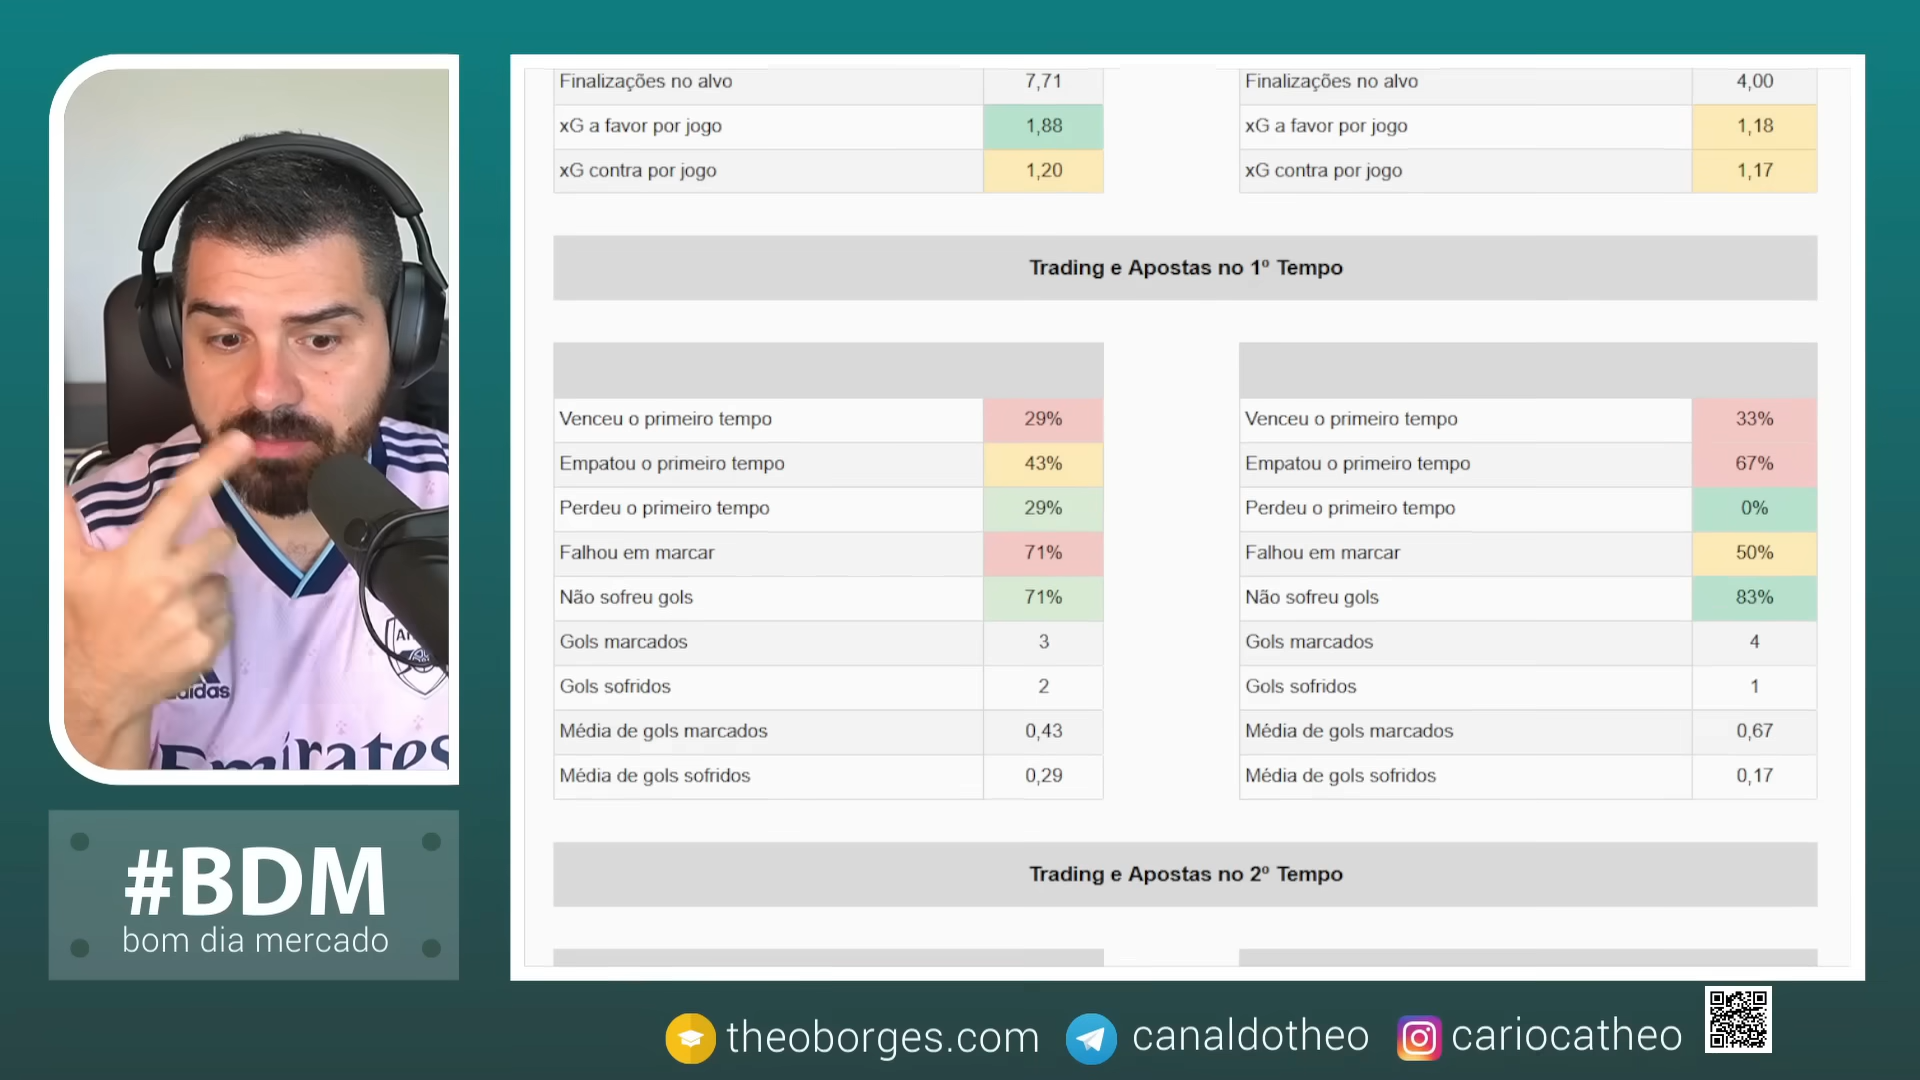 Finalizações no alvo 7,71
xG a favor por jogo 1,88
xG contra por jogo 1,20
Finalizações no alvo 4,00
xG a favor por jogo 1,18
xG contra por jogo 1,17
Trading e Apostas no 1º Tempo
Venceu o primeiro tempo 29%
Empatou o primeiro tempo 43%
Perdeu o primeiro tempo 29%
Falhou em marcar 71%
Não sofreu gols 71%
Gols marcados 3
Gols sofridos 2
Média de gols marcados 0,43
Média de gols sofridos 0,29
Venceu o primeiro tempo 33%
Empatou o primeiro tempo 67%
Perdeu o primeiro tempo 0%
Falhou em marcar 50%
Não sofreu gols 83%
Gols marcados 4
Gols sofridos 1
Média de gols marcados 0,67
Média de gols sofridos 0,17
Trading e Apostas no 2º Tempo
adidas
Emirates
#BDM
bom dia mercado
theoborges.com canaldotheo cariocatheo